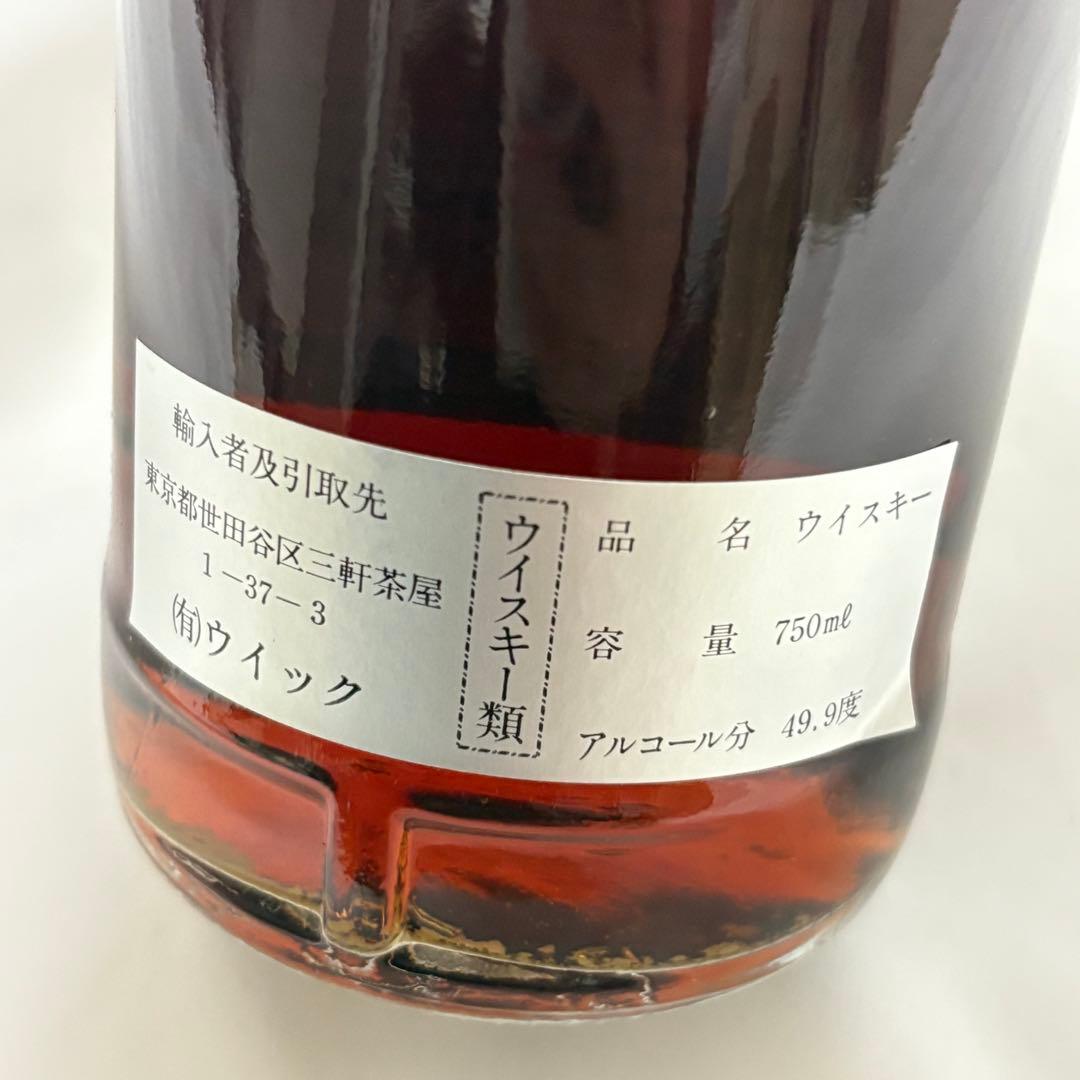 輸入者及引取先
東京都世田谷区三軒茶屋
1－37－3
㈲ウイック
ウイスキー類
品名 ウイスキー
容量 750mℓ
アルコール分 49.9度